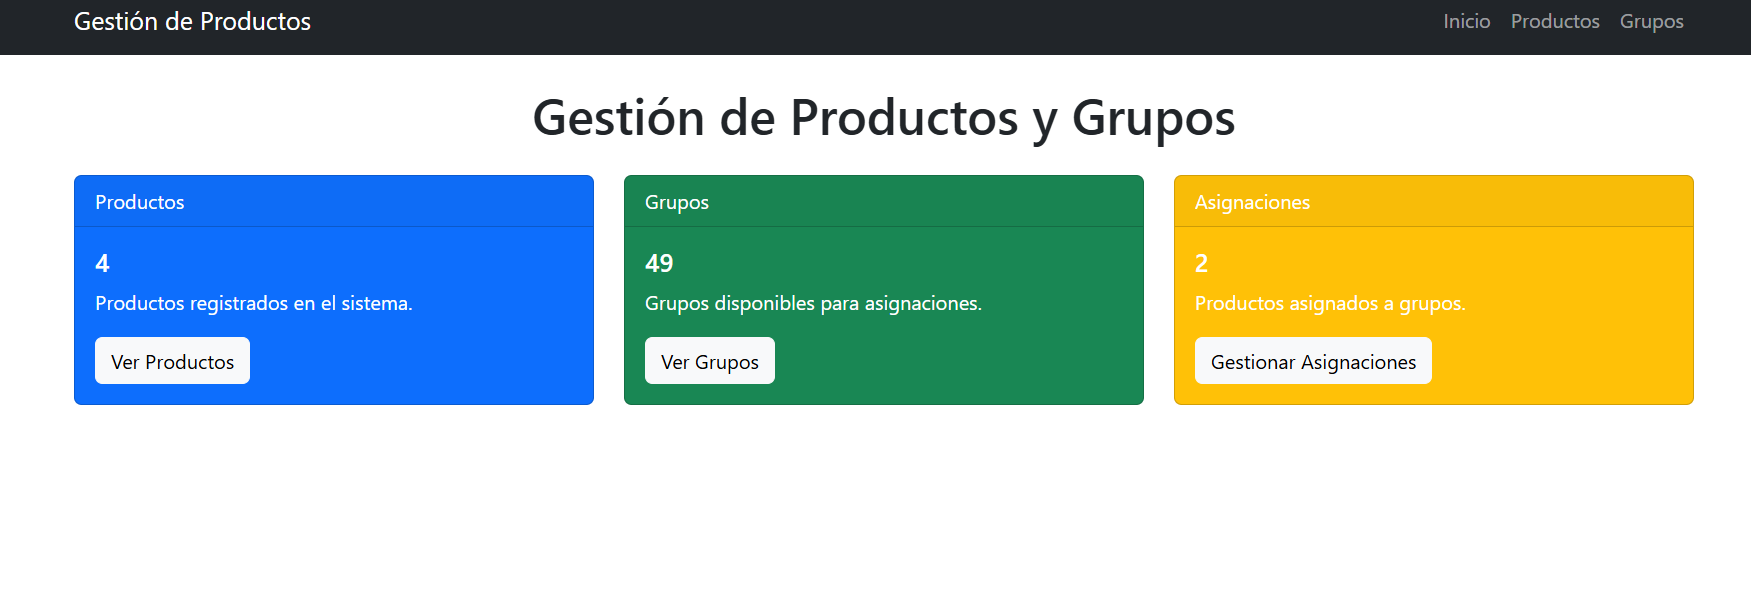 Gestión de Productos
Inicio Productos Grupos
Gestión de Productos y Grupos
Productos
4
Productos registrados en el sistema.
Ver Productos
Grupos
49
Grupos disponibles para asignaciones.
Ver Grupos
Asignaciones
2
Productos asignados a grupos.
Gestionar Asignaciones